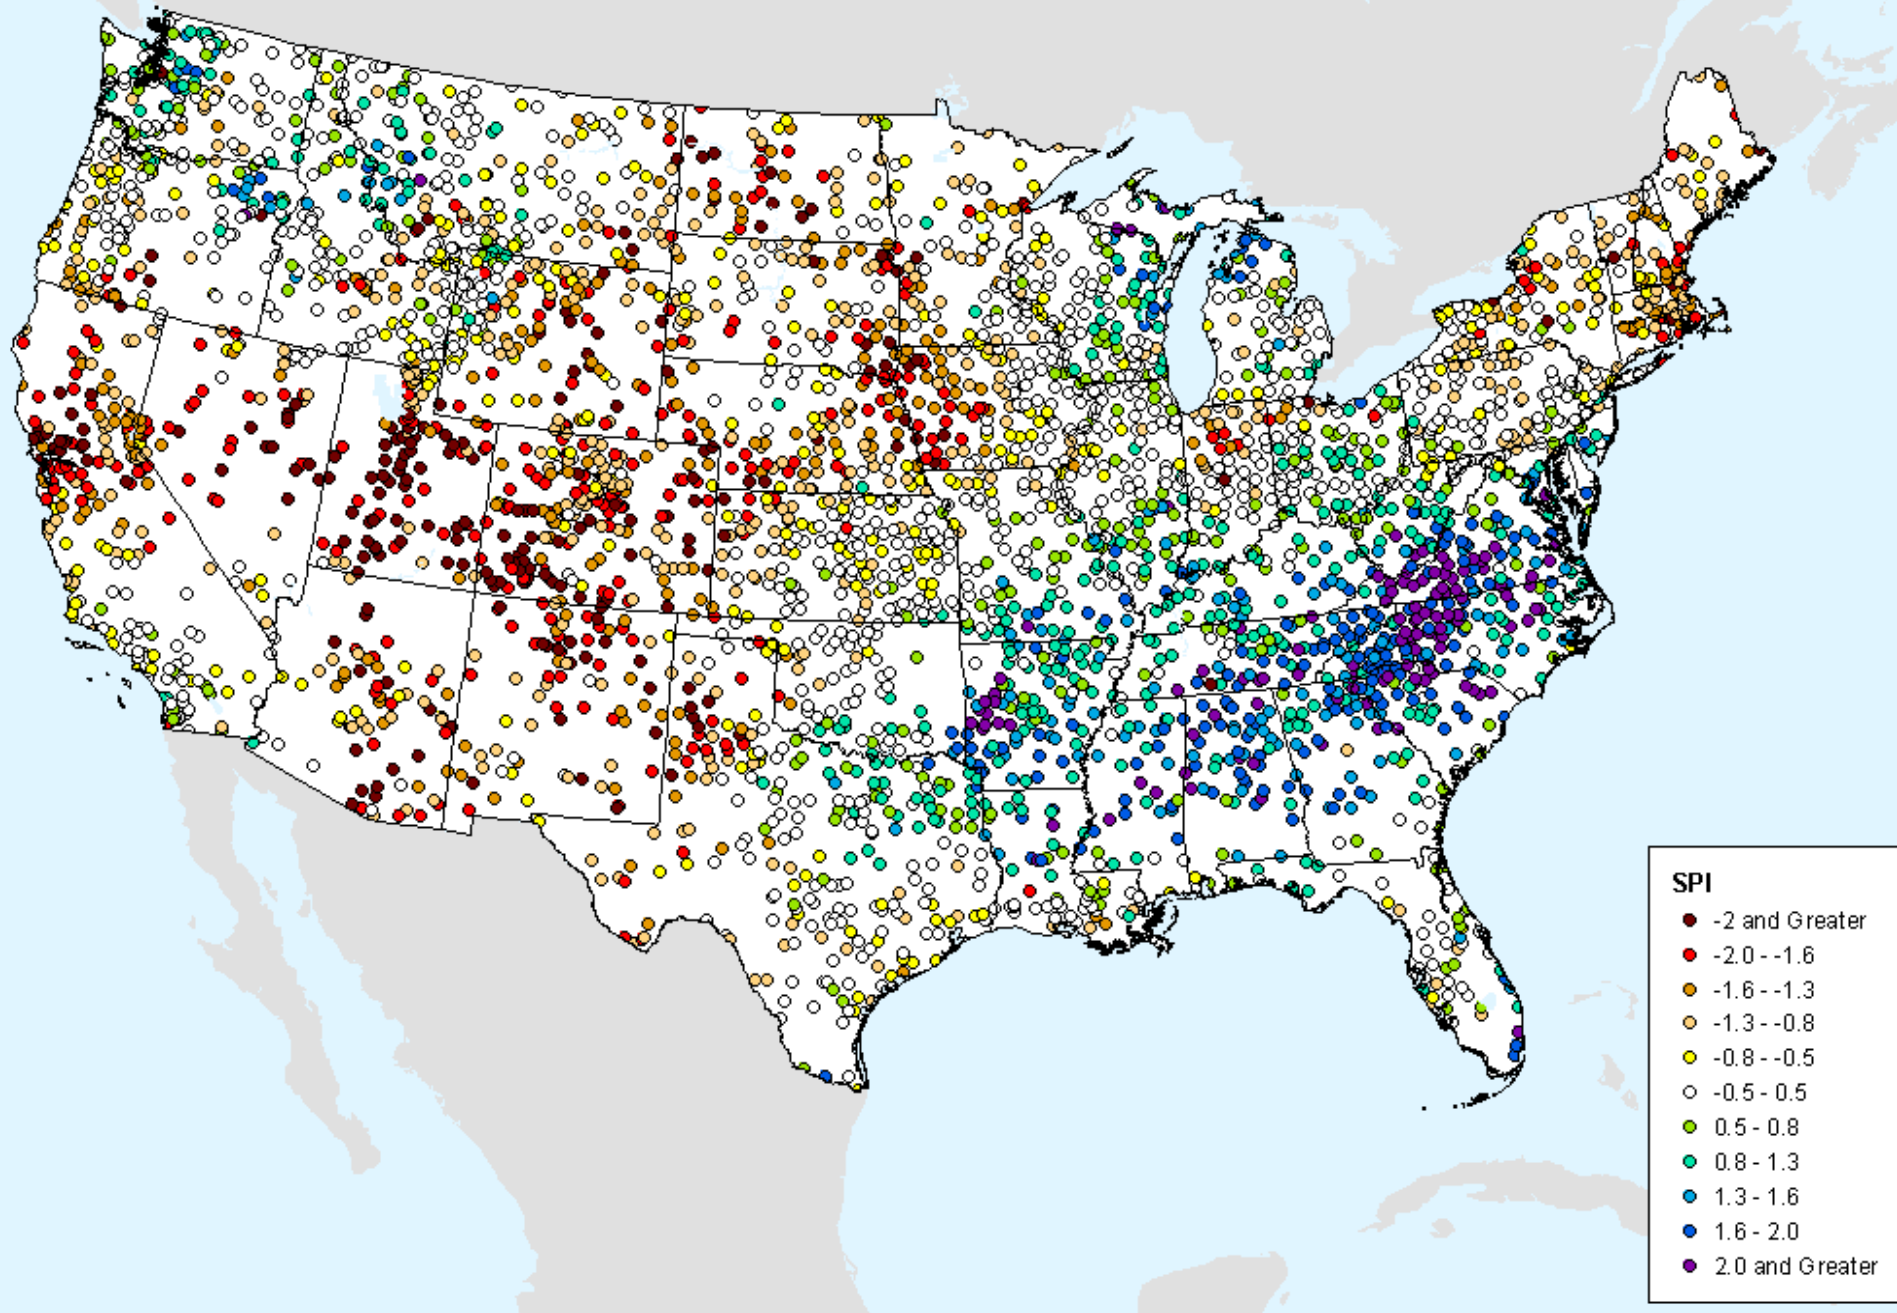 SPI
-2 and Greater
-2.0 - -1.6
-1.6 - -1.3
-1.3 - -0.8
-0.8 - -0.5
-0.5 - 0.5
0.5 - 0.8
0.8 - 1.3
1.3 - 1.6
1.6 - 2.0
2.0 and Greater